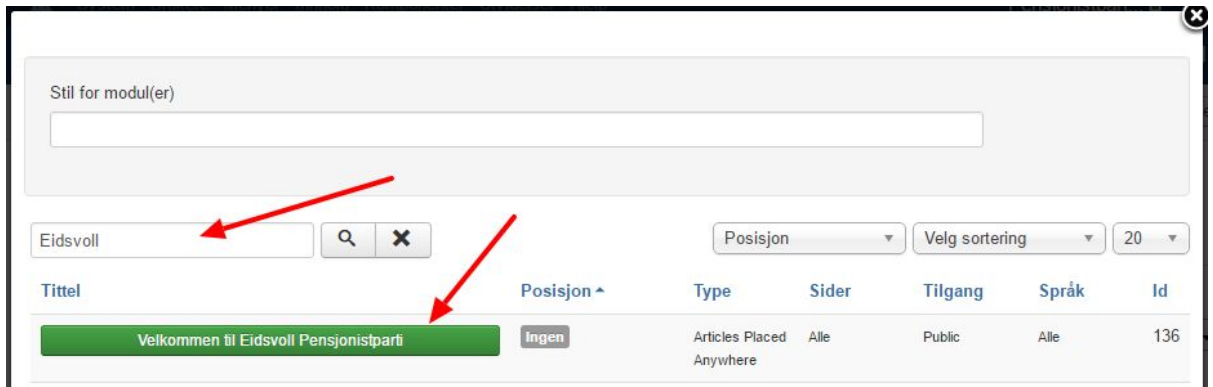 Stil for modul(er)
Eidsvoll
Posisjon
Velg sortering
20
Tittel Posisjon Type Sider Tilgang Språk Id
Velkommen til Eidsvoll Pensjonistparti Ingen Articles Placed Alle Public Alle 136
Anywhere